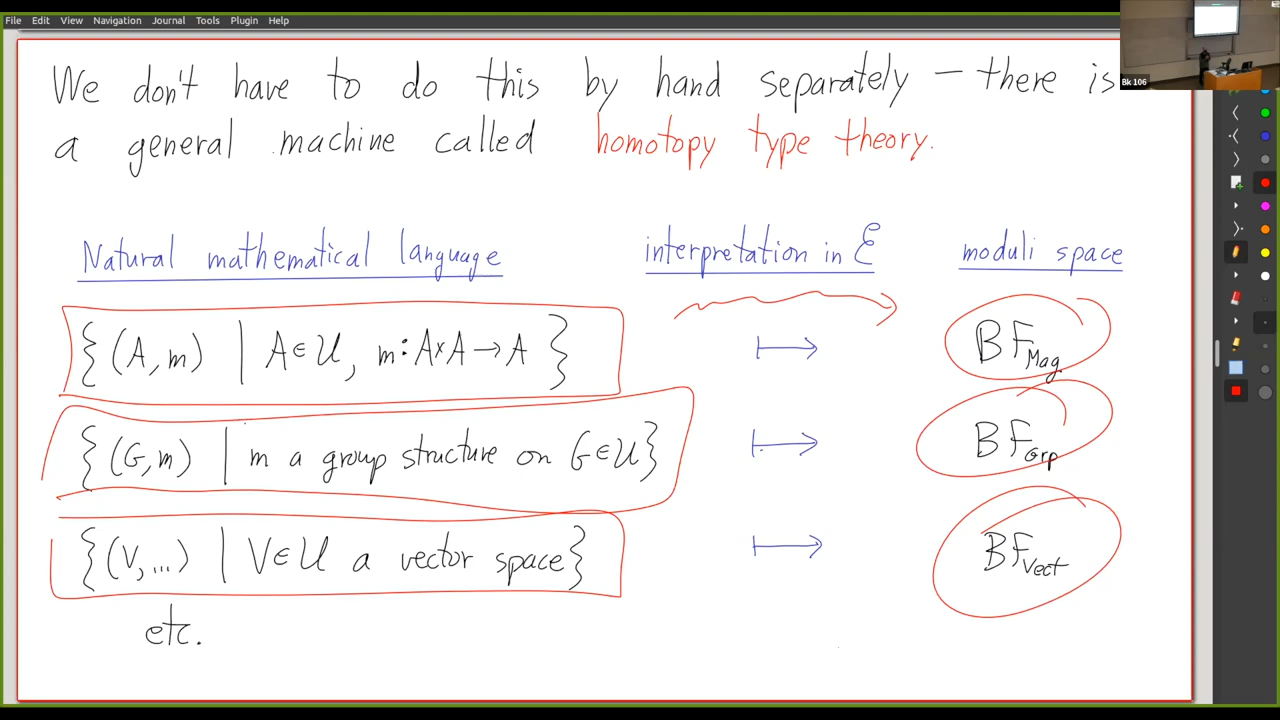 File Edit View Navigation Journal Tools Plugin Help
Bk 106
We don't have to do this by hand separately — there is
a general machine called homotopy type theory.
Natural mathematical language interpretation in ℰ moduli space
{(A, m) | A ∈ 𝒰, m : A×A → A} ↦ BF_Mag
{(G, m) | m a group structure on G ∈ 𝒰} ↦ BF_Grp
{(V, ...) | V ∈ 𝒰 a vector space} ↦ BF_Vect
etc.